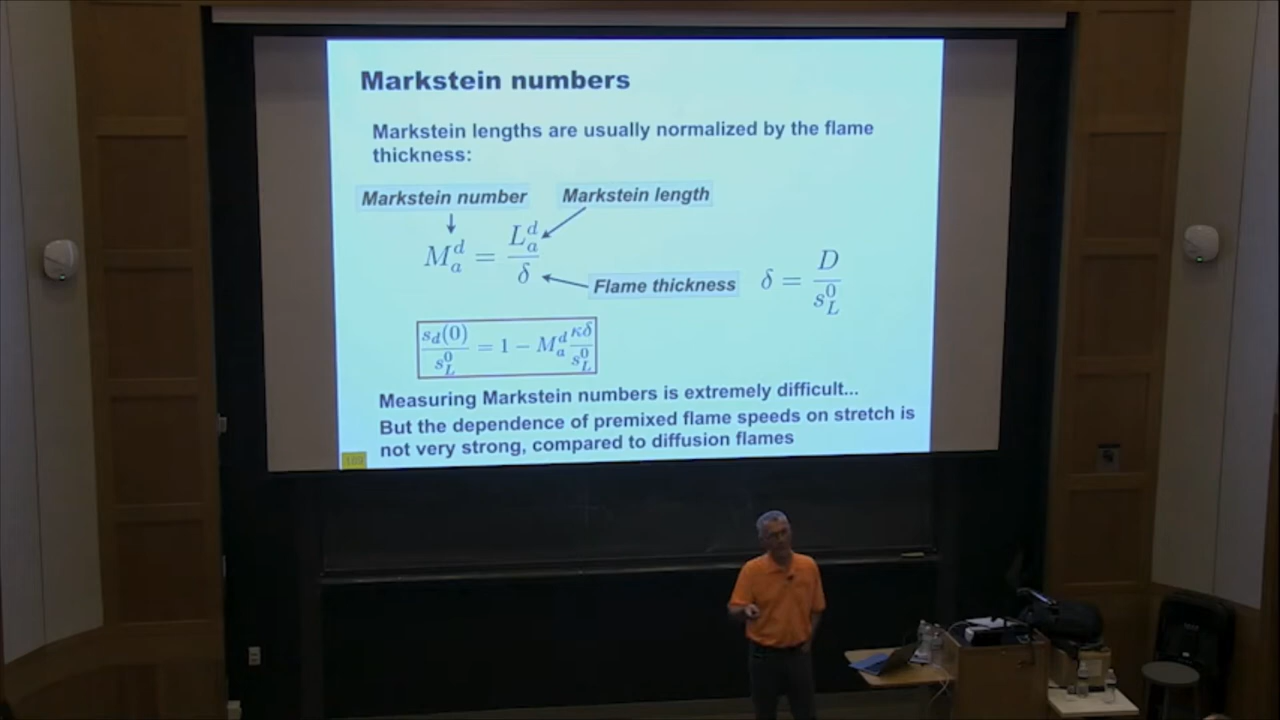 Markstein numbers
Markstein lengths are usually normalized by the flame
thickness:
Markstein number
Markstein length
M_a^d = L_a^d / δ
Flame thickness
δ = D / s_L^0
s_d(0) / s_L^0 = 1 − M_a^d κδ / s_L^0
Measuring Markstein numbers is extremely difficult...
But the dependence of premixed flame speeds on stretch is
not very strong, compared to diffusion flames